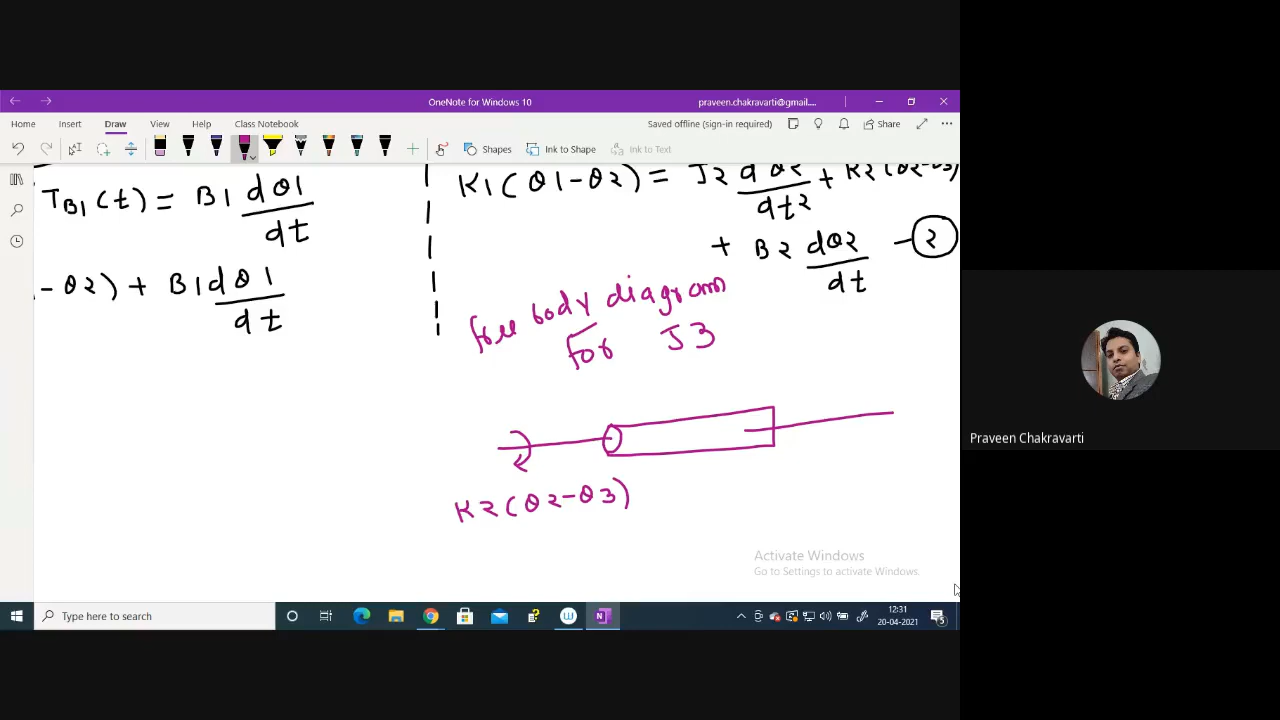 OneNote for Windows 10
praveen.chakravarti@gmail....
Home Insert Draw View Help Class Notebook
Saved offline (sign-in required)
Share
Shapes
Ink to Shape
Ink to Text
TB1(t) = B1 dθ1
dt
- θ2) + B1 dθ1
dt
K1(θ1-θ2) = J2 d θ2 + K2(θ2-θ3)
dt2
+ B2 dθ2 - 2
dt
free body diagram
for J3
K2(θ2-θ3)
Activate Windows
Go to Settings to activate Windows.
Type here to search
12:31
20-04-2021
5
Praveen Chakravarti